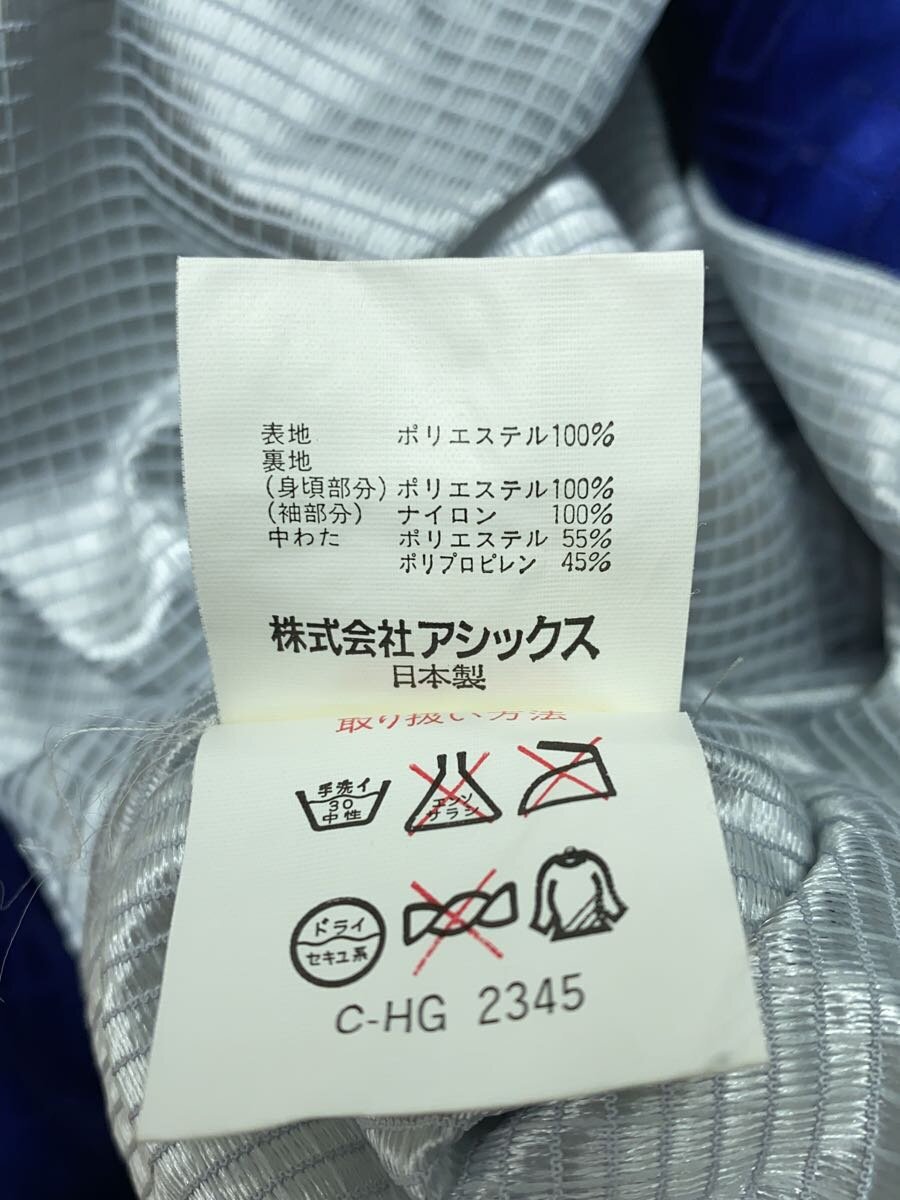 表地 ポリエステル100%
裏地
(身頃部分) ポリエステル100%
(袖部分) ナイロン 100%
中わた ポリエステル 55%
ポリプロピレン 45%
株式会社アシックス
日本製
取り扱い方法
手洗イ
30
中性
エンソ
サラシ
ドライ
セキユ系
C-HG 2345